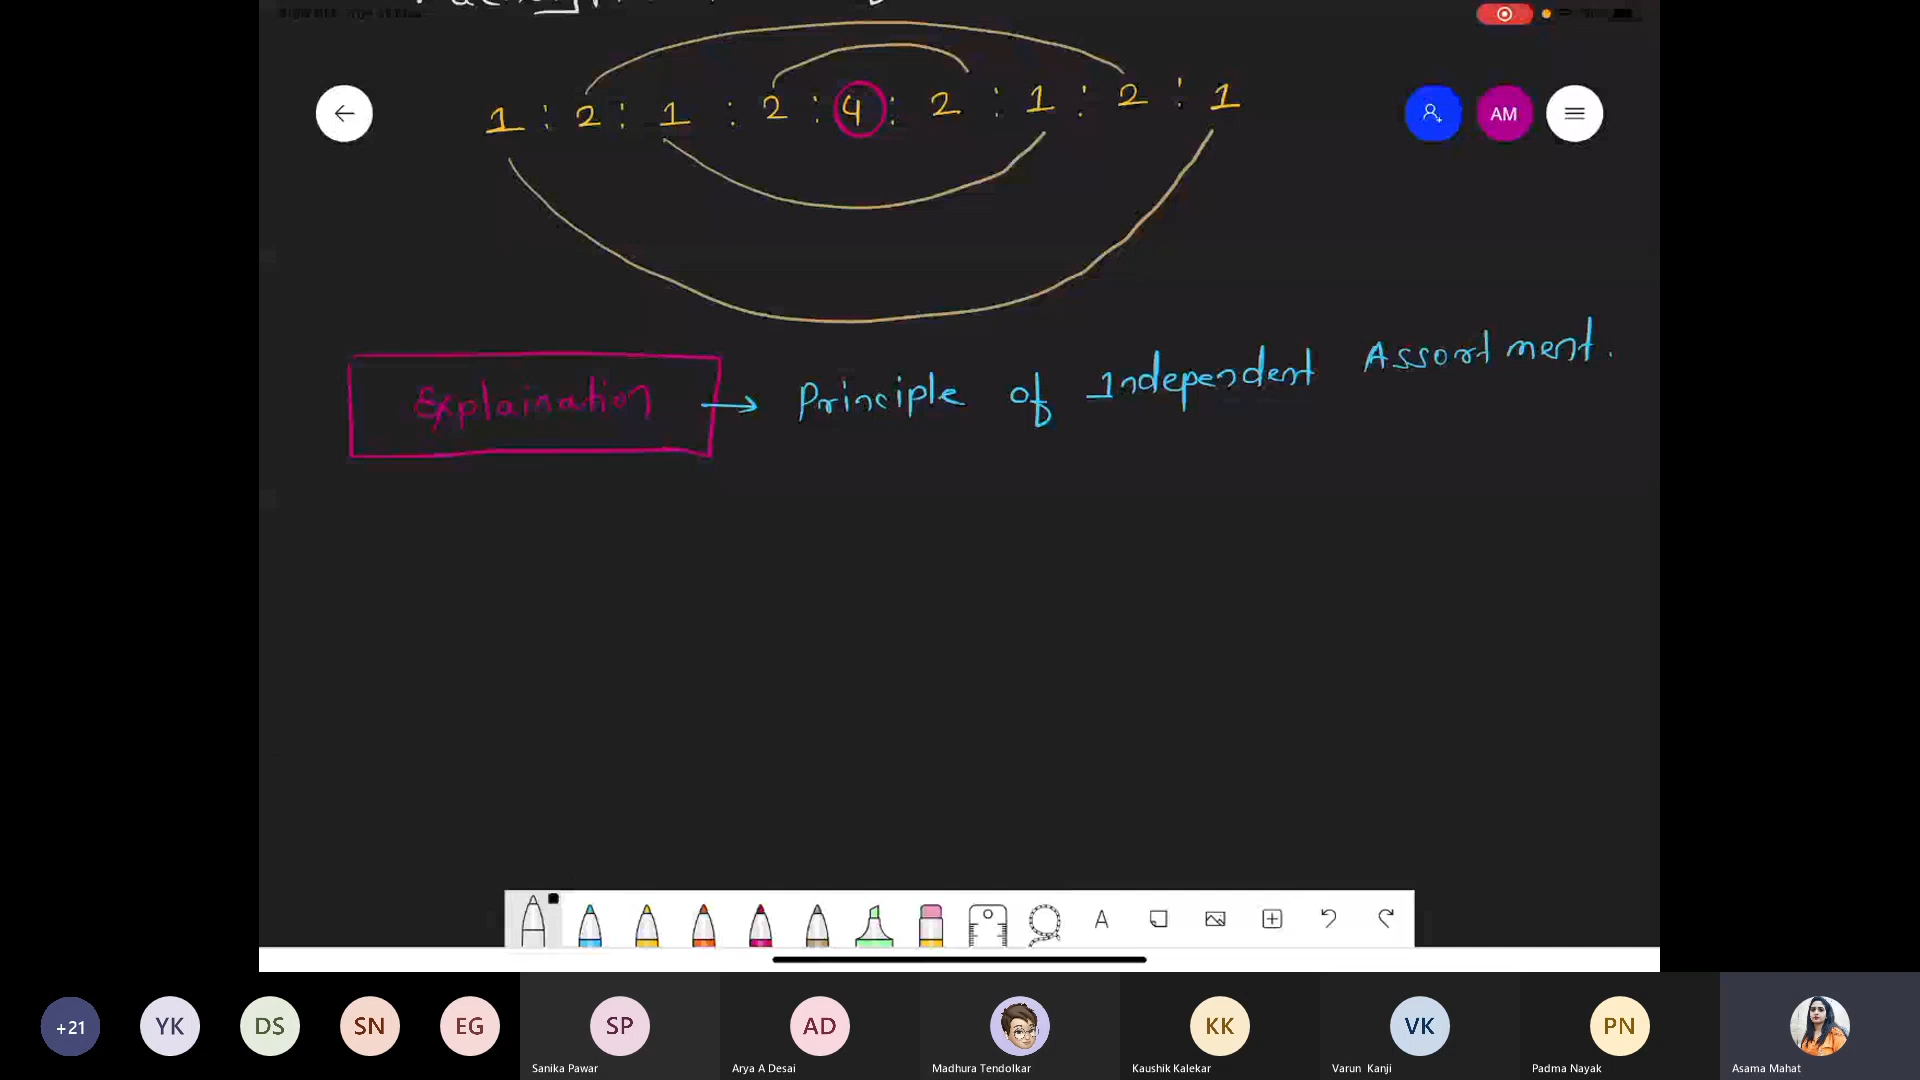 1 : 2 : 1 : 2 : 4 : 2 : 1 : 2 : 1
AM
Explaination → Principle of Independent Assortment.
A
+21 YK DS SN EG SP AD KK VK PN
Sanika Pawar Arya A Desai Madhura Tendolkar Kaushik Kalekar Varun Kanji Padma Nayak Asama Mahat